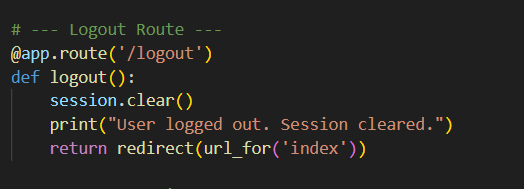 # --- Logout Route ---
@app.route('/logout')
def logout():
    session.clear()
    print("User logged out. Session cleared.")
    return redirect(url_for('index'))